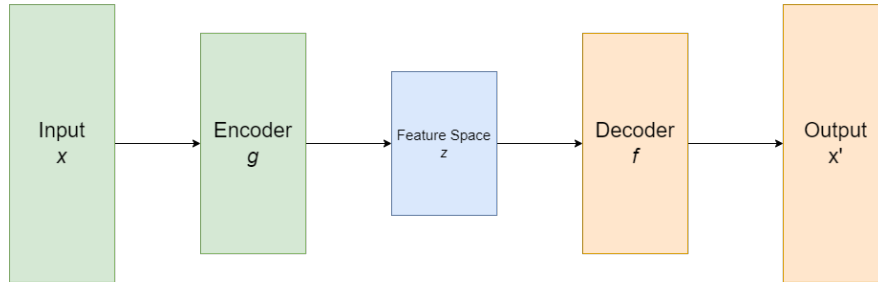 Input
x
Encoder
g
Feature Space
z
Decoder
f
Output
x'